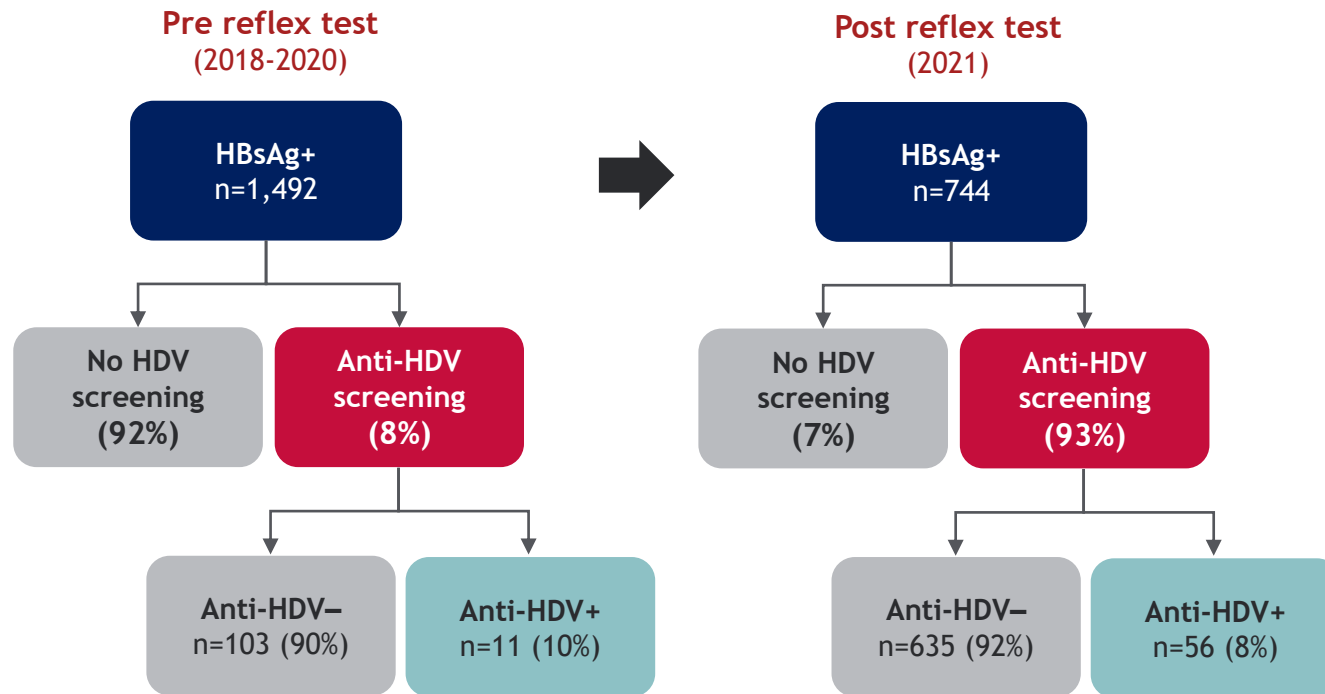 Pre reflex test
(2018-2020)
HBsAg+
n=1,492
No HDV
screening
(92%)
Anti-HDV
screening
(8%)
Anti-HDV–
n=103 (90%)
Anti-HDV+
n=11 (10%)
Post reflex test
(2021)
HBsAg+
n=744
No HDV
screening
(7%)
Anti-HDV
screening
(93%)
Anti-HDV–
n=635 (92%)
Anti-HDV+
n=56 (8%)